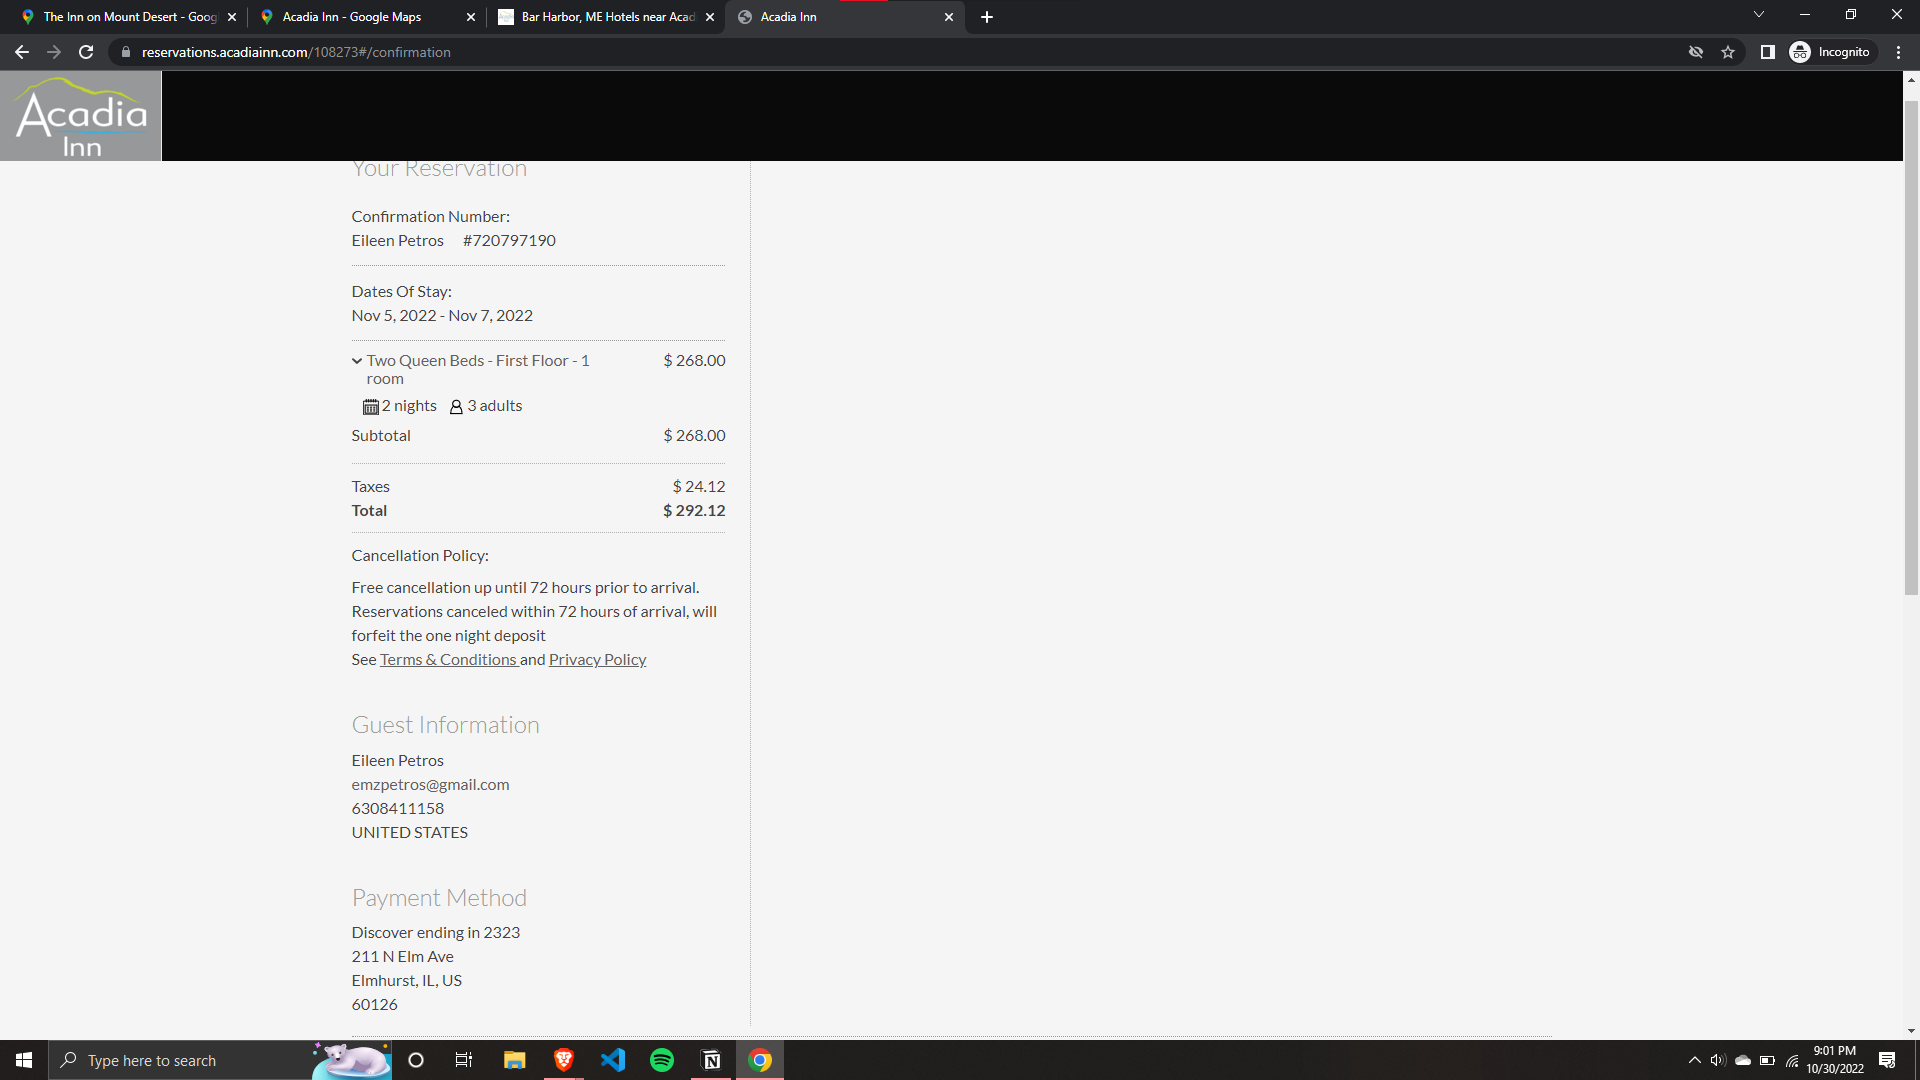 The Inn on Mount Desert - Goog
Acadia Inn - Google Maps
Bar Harbor, ME Hotels near Acad
Acadia Inn
reservations.acadiainn.com/108273#/confirmation
Incognito
Acadia
Inn
Your Reservation
Confirmation Number:
Eileen Petros #720797190
Dates Of Stay:
Nov 5, 2022 - Nov 7, 2022
Two Queen Beds - First Floor - 1 $ 268.00
room
2 nights 3 adults
Subtotal $ 268.00
Taxes $ 24.12
Total $ 292.12
Cancellation Policy:
Free cancellation up until 72 hours prior to arrival.
Reservations canceled within 72 hours of arrival, will
forfeit the one night deposit
See Terms & Conditions and Privacy Policy
Guest Information
Eileen Petros
emzpetros@gmail.com
6308411158
UNITED STATES
Payment Method
Discover ending in 2323
211 N Elm Ave
Elmhurst, IL, US
60126
Type here to search
9:01 PM
10/30/2022